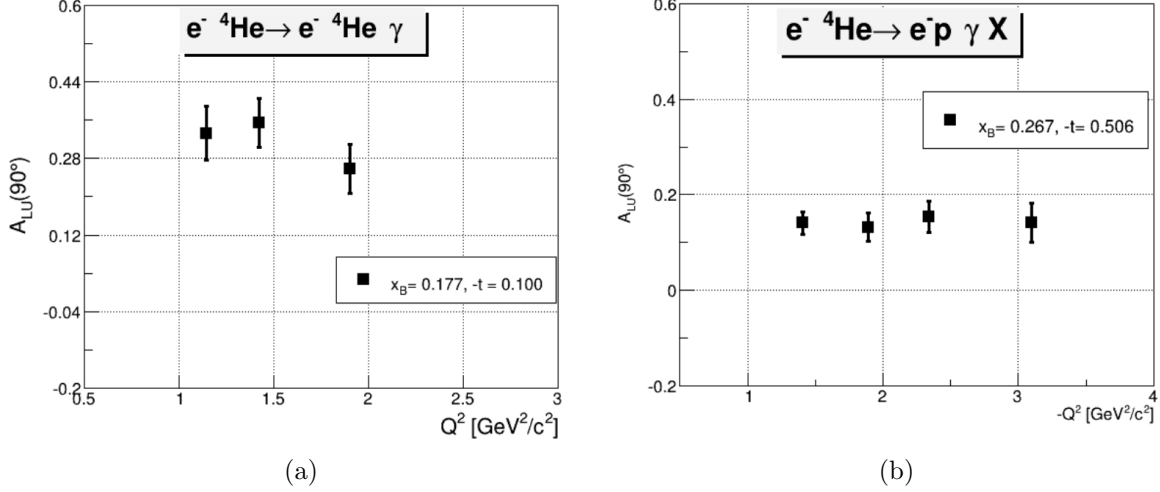 e⁻ ⁴He→ e⁻ ⁴He γ
0.6
0.44
0.28
0.12
-0.04
-0.2
A_LU(90°)
x_B= 0.177, -t = 0.100
0.5 1 1.5 2 2.5 3
Q² [GeV²/c²]
(a)
e⁻ ⁴He→ e⁻p γ X
0.6
0.4
0.2
0
-0.2
A_LU(90°)
x_B= 0.267, -t= 0.506
1 2 3 4
-Q² [GeV²/c²]
(b)